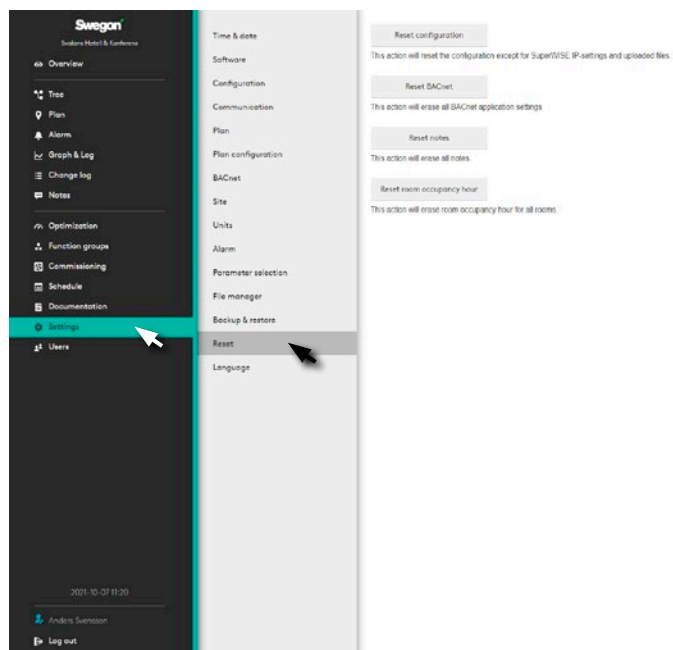 Swegon
Svalans Hotell & Konferens
Overview
Tree
Plan
Alarm
Graph & Log
Change log
Notes
Optimization
Function groups
Commissioning
Schedule
Documentation
Settings
Users
2021-10-07 11:20
Anders Svensson
Log out
Time & date
Software
Configuration
Communication
Plan
Plan configuration
BACnet
Site
Units
Alarm
Parameter selection
File manager
Backup & restore
Reset
Language
Reset configuration
This action will reset the configuration except for SuperWISE IP-settings and uploaded files.
Reset BACnet
This action will erase all BACnet application settings
Reset notes
This action will erase all notes.
Reset room occupancy hour
This action will erase room occupancy hour for all rooms